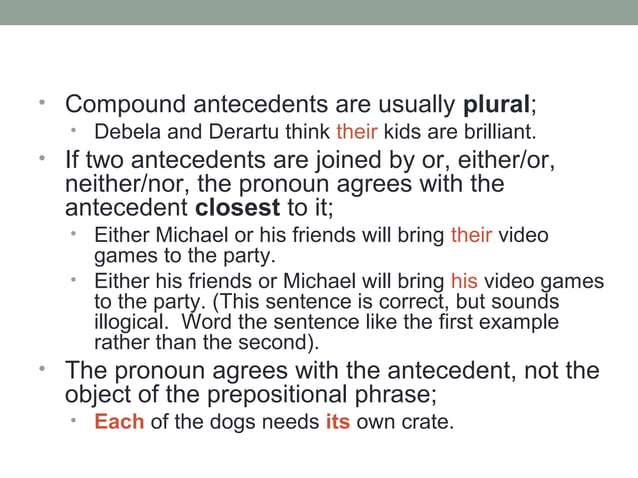 • Compound antecedents are usually plural;
• Debela and Derartu think their kids are brilliant.
• If two antecedents are joined by or, either/or,
neither/nor, the pronoun agrees with the
antecedent closest to it;
• Either Michael or his friends will bring their video
games to the party.
• Either his friends or Michael will bring his video games
to the party. (This sentence is correct, but sounds
illogical.  Word the sentence like the first example
rather than the second).
• The pronoun agrees with the antecedent, not the
object of the prepositional phrase;
• Each of the dogs needs its own crate.